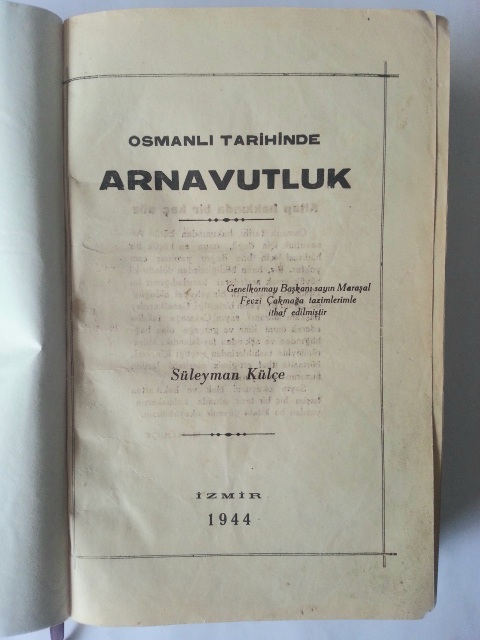 OSMANLI TARİHİNDE
ARNAVUTLUK
Genelkurmay Başkanı sayın Mareşal
Fevzi Çakmağa tazimlerimle
ithaf edilmiştir
Süleyman Külçe
İZMİR
1944